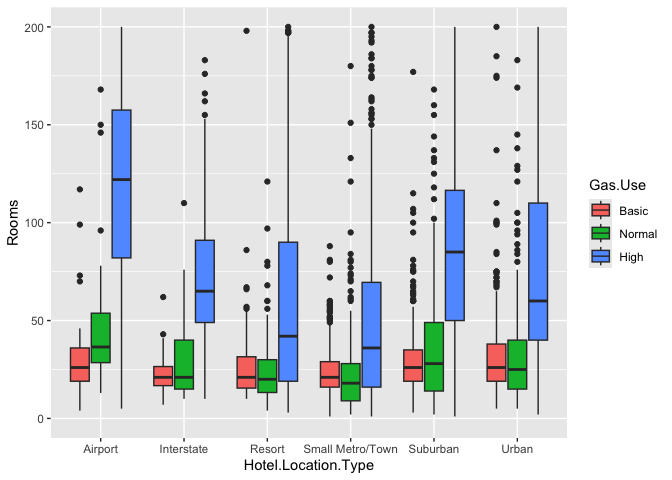 200
150
100
50
0
Rooms
Airport
Interstate
Resort
Small Metro/Town
Suburban
Urban
Hotel.Location.Type
Gas.Use
Basic
Normal
High